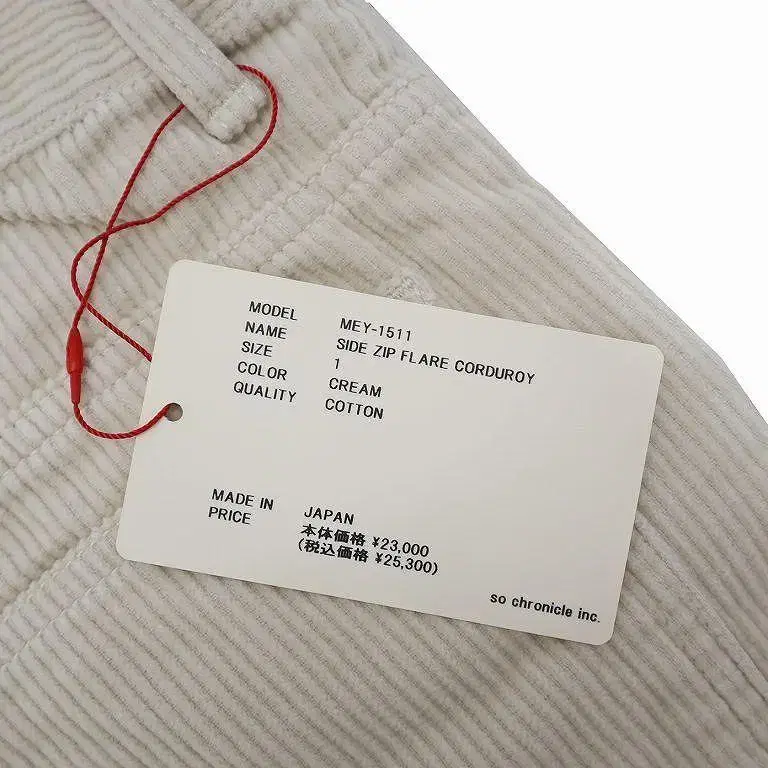 MODEL MEY-1511
NAME SIDE ZIP FLARE CORDUROY
SIZE 1
COLOR CREAM
QUALITY COTTON
MADE IN JAPAN
PRICE 本体価格 ¥23,000
(税込価格 ¥25,300)
so chronicle inc.